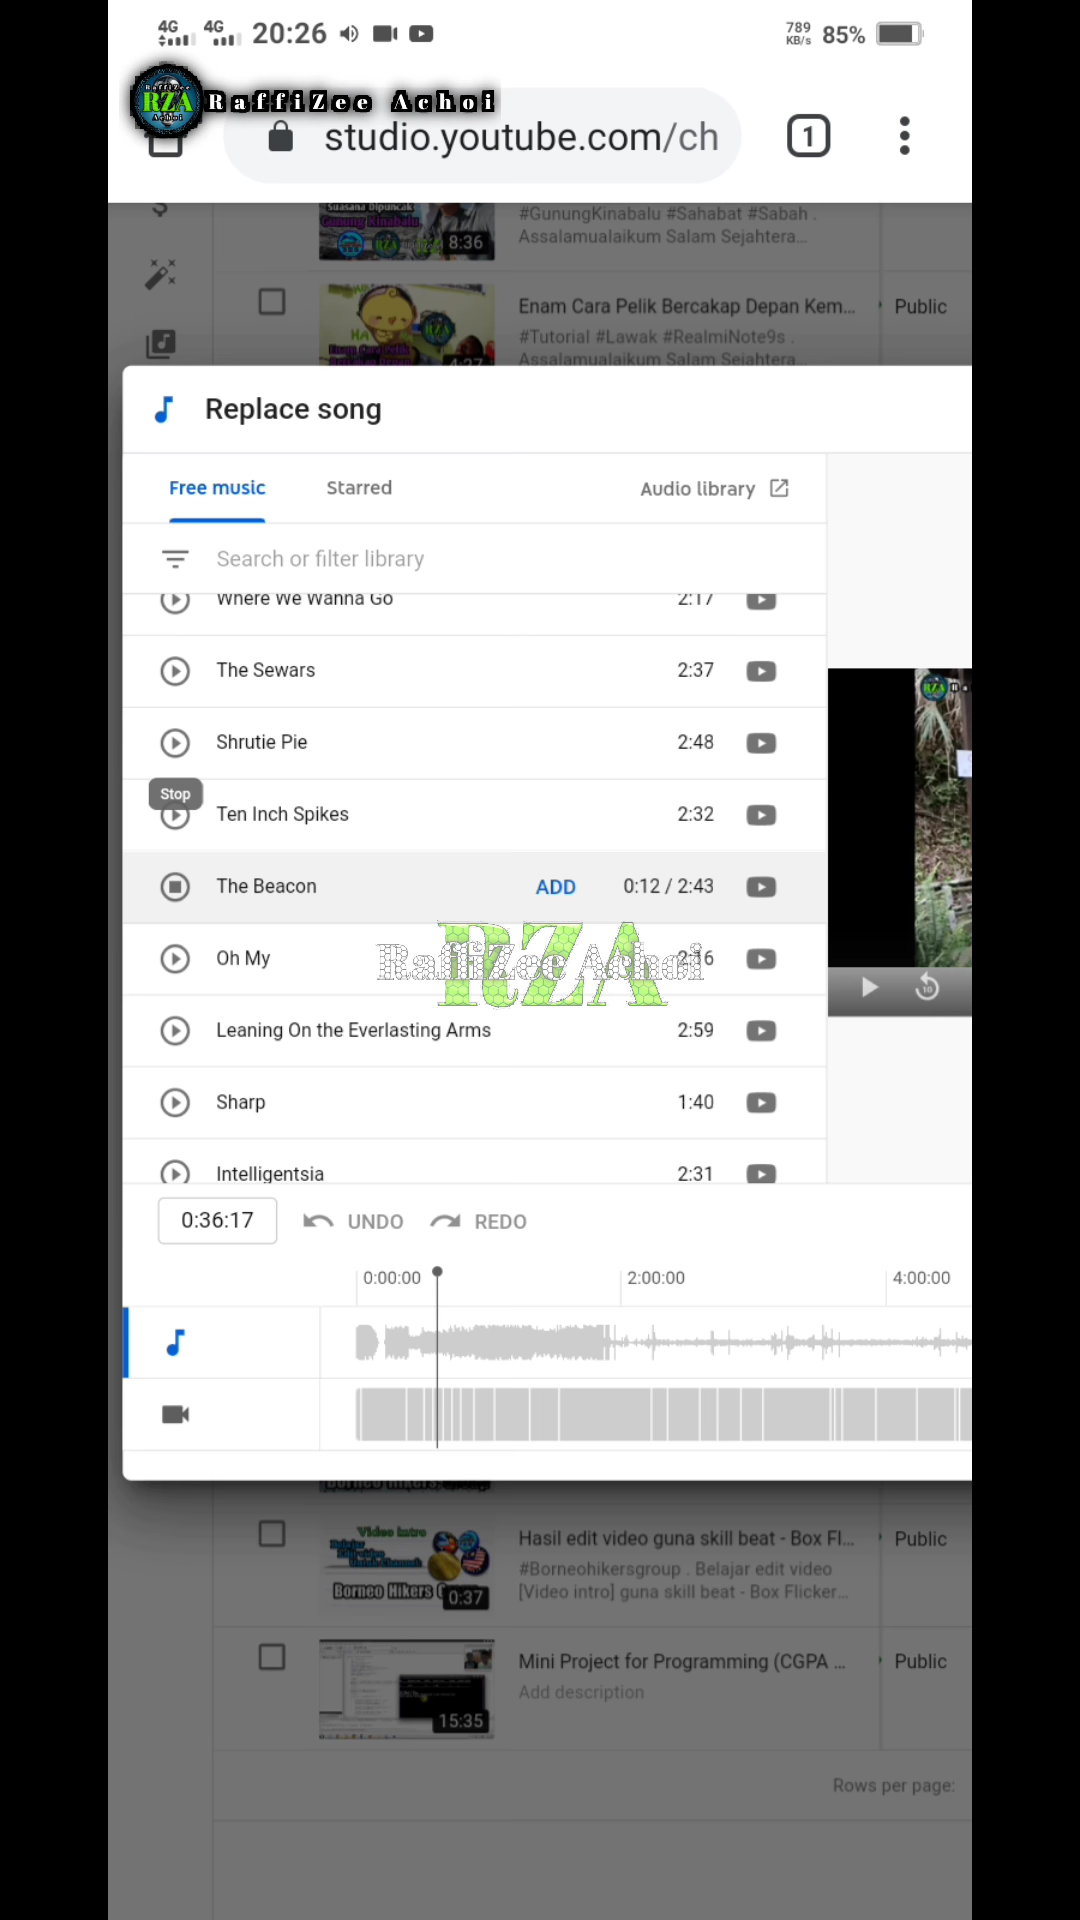 4G 4G 20:26 789 KB/s 85%
RaffiZee Achoi
studio.youtube.com/ch 1
Suasana Dipuncak
Gunung Kinabalu
8:36
#GunungKinabalu #Sahabat #Sabah .
Assalamualaikum Salam Sejahtera...
Enam Cara Pelik Bercakap Depan Kem... Public
#Tutorial #Lawak #RealmiNote9s .
Assalamualaikum Salam Sejahtera...
4:27
Replace song
Free music Starred Audio library
Search or filter library
Where We Wanna Go 2:17
The Sewars 2:37
Shrutie Pie 2:48
Stop
Ten Inch Spikes 2:32
The Beacon ADD 0:12 / 2:43
RZA
RaffiZee Achoi
Oh My 2:16
10
Leaning On the Everlasting Arms 2:59
Sharp 1:40
Intelligentsia 2:31
0:36:17 UNDO REDO
0:00:00 2:00:00 4:00:00
Video Intro
Borneo Hikers
0:37
Hasil edit video guna skill beat - Box Fl... Public
#Borneohikersgroup . Belajar edit video
[Video intro] guna skill beat - Box Flicker...
Mini Project for Programming (CGPA ... Public
Add description
15:35
Rows per page: